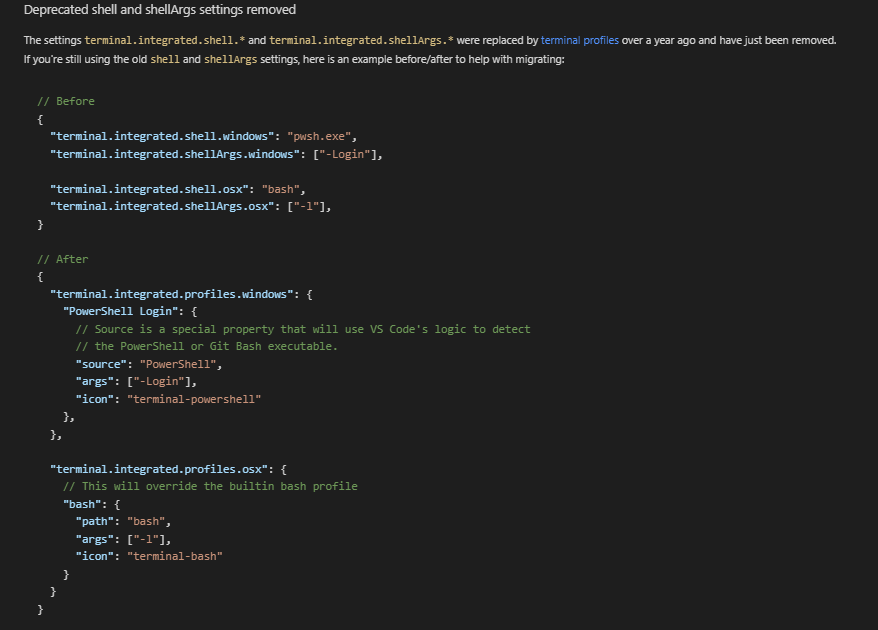 Deprecated shell and shellArgs settings removed
The settings terminal.integrated.shell.* and terminal.integrated.shellArgs.* were replaced by terminal profiles over a year ago and have just been removed.
If you're still using the old shell and shellArgs settings, here is an example before/after to help with migrating:
// Before
{
  "terminal.integrated.shell.windows": "pwsh.exe",
  "terminal.integrated.shellArgs.windows": ["-Login"],

  "terminal.integrated.shell.osx": "bash",
  "terminal.integrated.shellArgs.osx": ["-l"],
}

// After
{
  "terminal.integrated.profiles.windows": {
    "PowerShell Login": {
      // Source is a special property that will use VS Code's logic to detect
      // the PowerShell or Git Bash executable.
      "source": "PowerShell",
      "args": ["-Login"],
      "icon": "terminal-powershell"
    },
  },

  "terminal.integrated.profiles.osx": {
    // This will override the builtin bash profile
    "bash": {
      "path": "bash",
      "args": ["-l"],
      "icon": "terminal-bash"
    }
  }
}